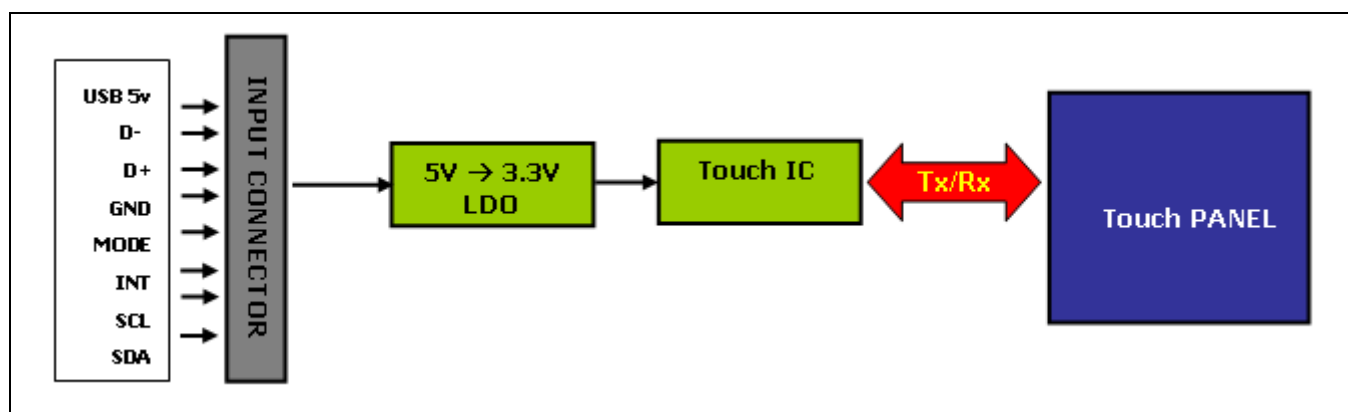 USB 5v
D-
D+
GND
MODE
INT
SCL
SDA
INPUT CONNECTOR
5V → 3.3V
LDO
Touch IC
Tx/Rx
Touch PANEL